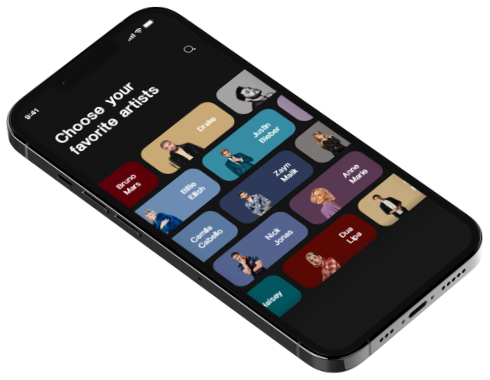 9:41
Choose your
favorite artists
Drake
Justin
Bieber
Bruno
Mars
Billie
Eilish
Zayn
Malik
Anne
Marie
Camila
Cabello
Nick
Jonas
Dua
Lipa
alsey